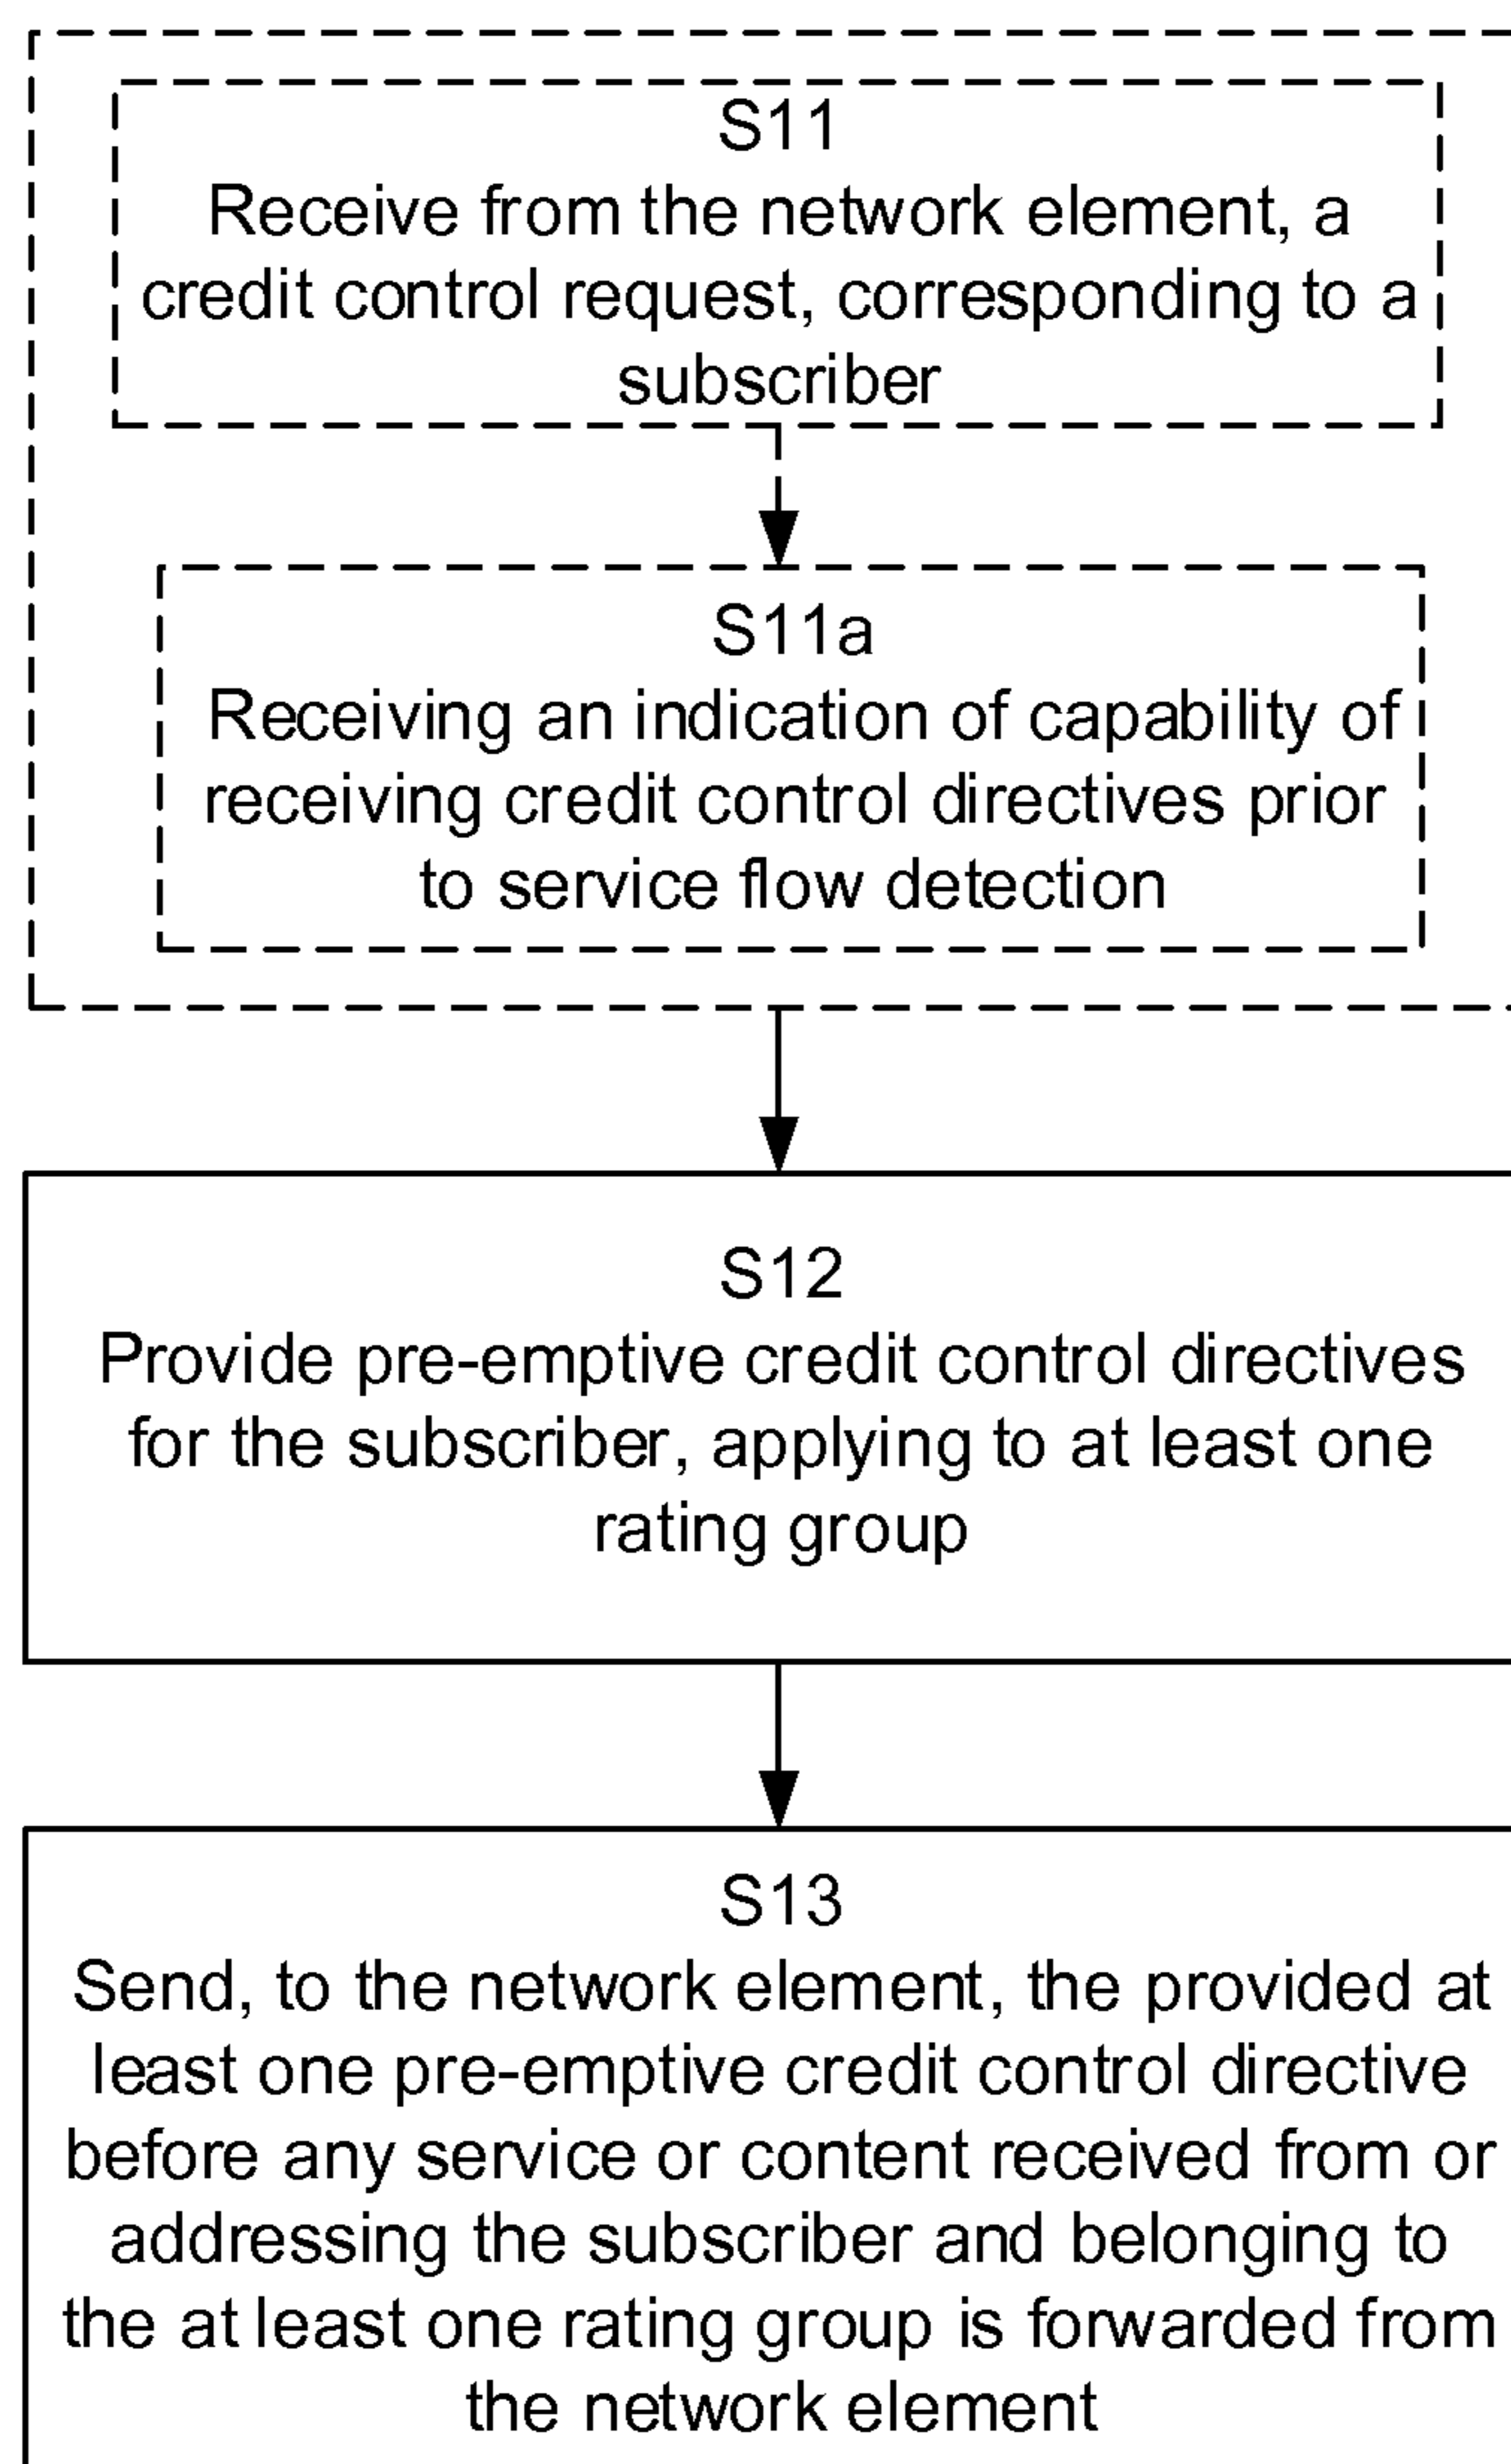 S11
Receive from the network element, a
credit control request, corresponding to a
subscriber
S11a
Receiving an indication of capability of
receiving credit control directives prior
to service flow detection
S12
Provide pre-emptive credit control directives
for the subscriber, applying to at least one
rating group
S13
Send, to the network element, the provided at
least one pre-emptive credit control directive
before any service or content received from or
addressing the subscriber and belonging to
the at least one rating group is forwarded from
the network element